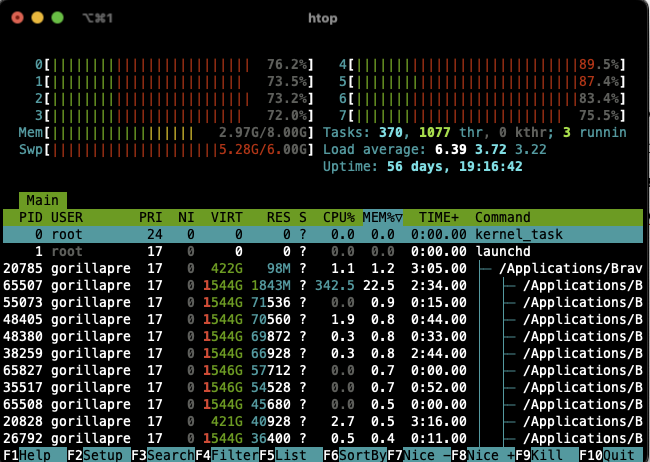 ⌥⌘1 htop
0[||||||||||||||||||||||||| 76.2%] 4[||||||||||||||||||||||||||||89.5%]
1[|||||||||||||||||||||||| 73.5%] 5[||||||||||||||||||||||||||||87.4%]
2[||||||||||||||||||||||||| 73.2%] 6[||||||||||||||||||||||||||| 83.4%]
3[|||||||||||||||||||||||| 72.0%] 7[|||||||||||||||||||||||||| 75.5%]
Mem[|||||||||||||||||| 2.97G/8.00G] Tasks: 370, 1077 thr, 0 kthr; 3 runnin
Swp[|||||||||||||||||||||5.28G/6.00G] Load average: 6.39 3.72 3.22
Uptime: 56 days, 19:16:42
Main
PID USER PRI NI VIRT RES S CPU% MEM%▽ TIME+ Command
0 root 24 0 0 0 ? 0.0 0.0 0:00.00 kernel_task
1 root 17 0 0 0 ? 0.0 0.0 0:00.00 launchd
20785 gorillapre 17 0 422G 98M ? 1.1 1.2 3:05.00 ├─ /Applications/Brav
65507 gorillapre 17 0 1544G 1843M ? 342.5 22.5 2:34.00 │ ├─ /Applications/B
55073 gorillapre 17 0 1544G 71536 ? 0.0 0.9 0:15.00 │ ├─ /Applications/B
48405 gorillapre 17 0 1544G 70560 ? 1.9 0.8 0:44.00 │ ├─ /Applications/B
48380 gorillapre 17 0 1544G 69872 ? 0.3 0.8 0:33.00 │ ├─ /Applications/B
38259 gorillapre 17 0 1544G 66928 ? 0.3 0.8 2:44.00 │ ├─ /Applications/B
65827 gorillapre 17 0 1546G 57712 ? 0.0 0.7 0:00.00 │ ├─ /Applications/B
35517 gorillapre 17 0 1546G 54528 ? 0.0 0.7 0:52.00 │ ├─ /Applications/B
65508 gorillapre 17 0 1544G 45680 ? 0.0 0.5 0:00.00 │ ├─ /Applications/B
20828 gorillapre 17 0 421G 40928 ? 2.7 0.5 3:16.00 │ ├─ /Applications/B
26792 gorillapre 17 0 1544G 36400 ? 0.5 0.4 0:11.00 │ ├─ /Applications/B
F1Help F2Setup F3SearchF4FilterF5List F6SortByF7Nice -F8Nice +F9Kill F10Quit